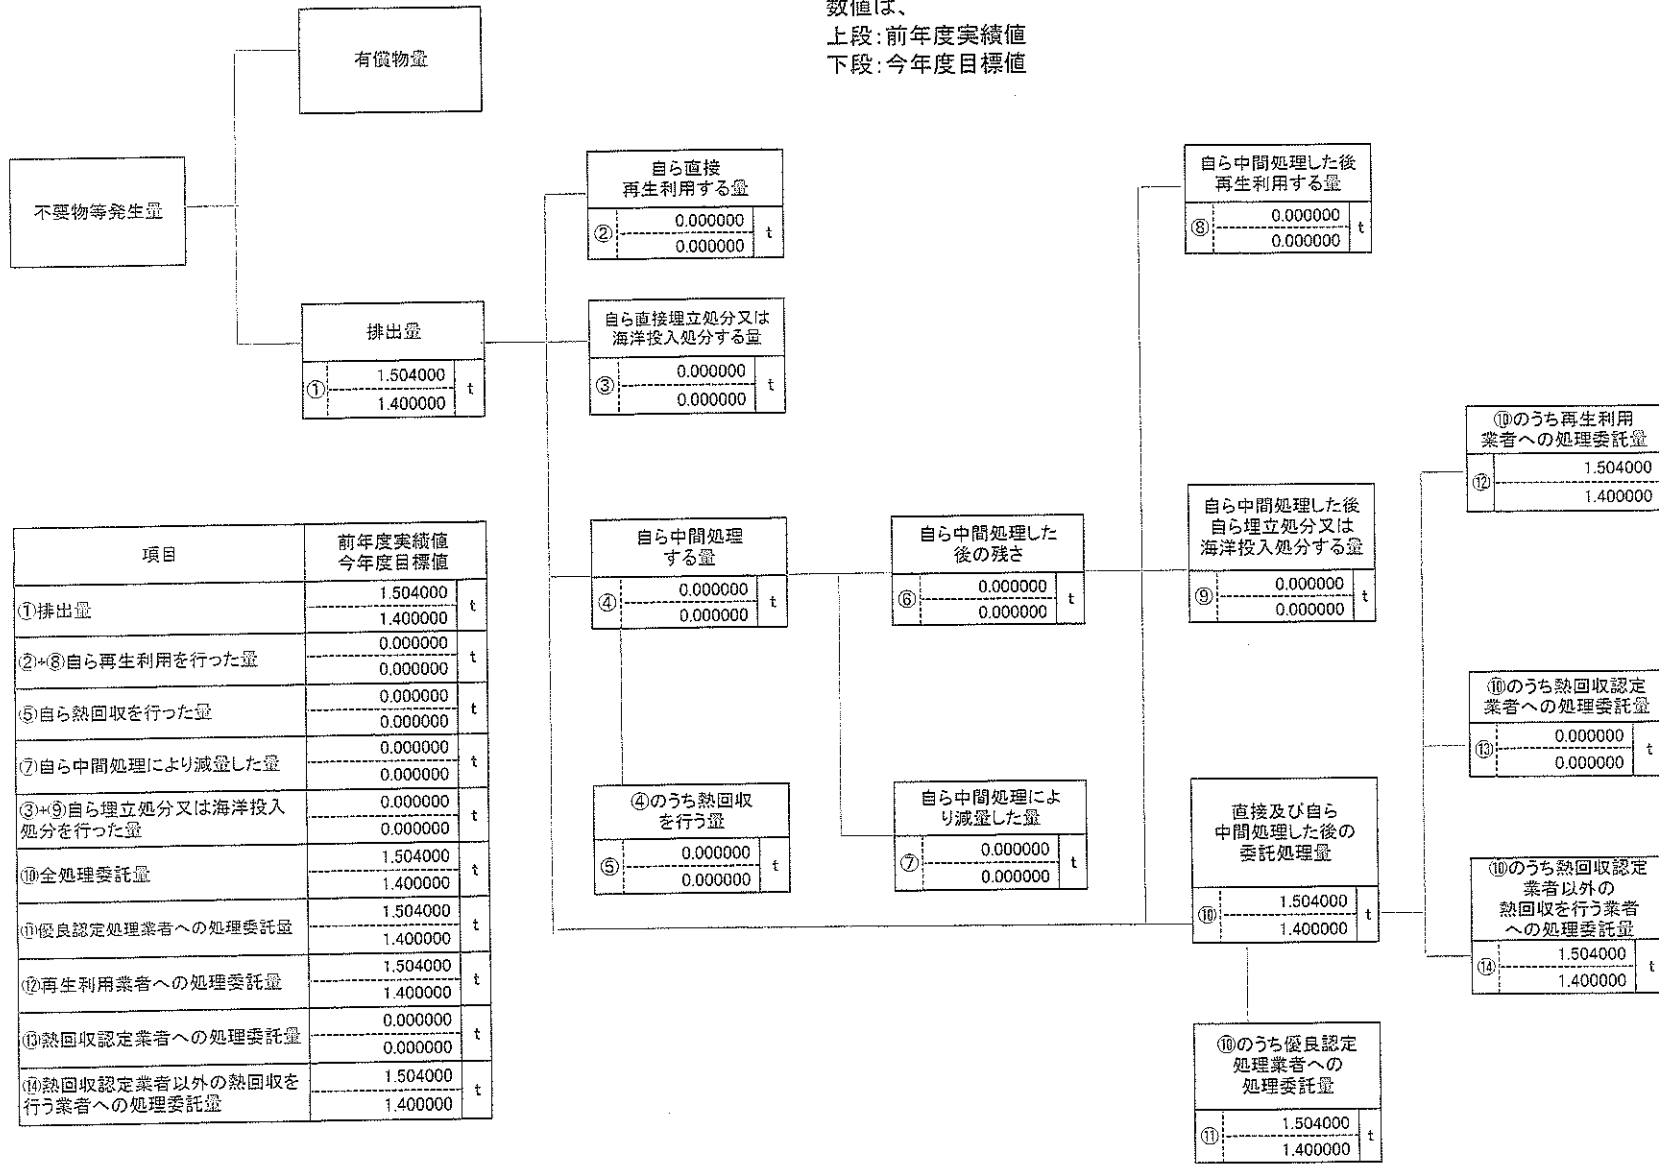 数値は、
上段:前年度実績値
下段:今年度目標値
有償物量
不要物等発生量
排出量
① 1.504000 t
1.400000
自ら直接
再生利用する量
② 0.000000 t
0.000000
自ら直接埋立処分又は
海洋投入処分する量
③ 0.000000 t
0.000000
自ら中間処理
する量
④ 0.000000 t
0.000000
④のうち熱回収
を行う量
⑤ 0.000000 t
0.000000
自ら中間処理した
後の残さ
⑥ 0.000000 t
0.000000
自ら中間処理によ
り減量した量
⑦ 0.000000 t
0.000000
自ら中間処理した後
再生利用する量
⑧ 0.000000 t
0.000000
自ら中間処理した後
自ら埋立処分又は
海洋投入処分する量
⑨ 0.000000 t
0.000000
直接及び自ら
中間処理した後の
委託処理量
⑩ 1.504000 t
1.400000
⑩のうち優良認定
処理業者への
処理委託量
⑪ 1.504000 t
1.400000
⑩のうち再生利用
業者への処理委託量
⑫ 1.504000
1.400000
⑩のうち熱回収認定
業者への処理委託量
⑬ 0.000000 t
0.000000
⑩のうち熱回収認定
業者以外の
熱回収を行う業者
への処理委託量
⑭ 1.504000 t
1.400000
項目 前年度実績値
今年度目標値
①排出量 1.504000 t
1.400000
②+⑧自ら再生利用を行った量 0.000000 t
0.000000
⑤自ら熱回収を行った量 0.000000 t
0.000000
⑦自ら中間処理により減量した量 0.000000 t
0.000000
③+⑨自ら埋立処分又は海洋投入 0.000000 t
処分を行った量 0.000000
⑩全処理委託量 1.504000 t
1.400000
⑪優良認定処理業者への処理委託量 1.504000 t
1.400000
⑫再生利用業者への処理委託量 1.504000 t
1.400000
⑬熱回収認定業者への処理委託量 0.000000 t
0.000000
⑭熱回収認定業者以外の熱回収を 1.504000 t
行う業者への処理委託量 1.400000